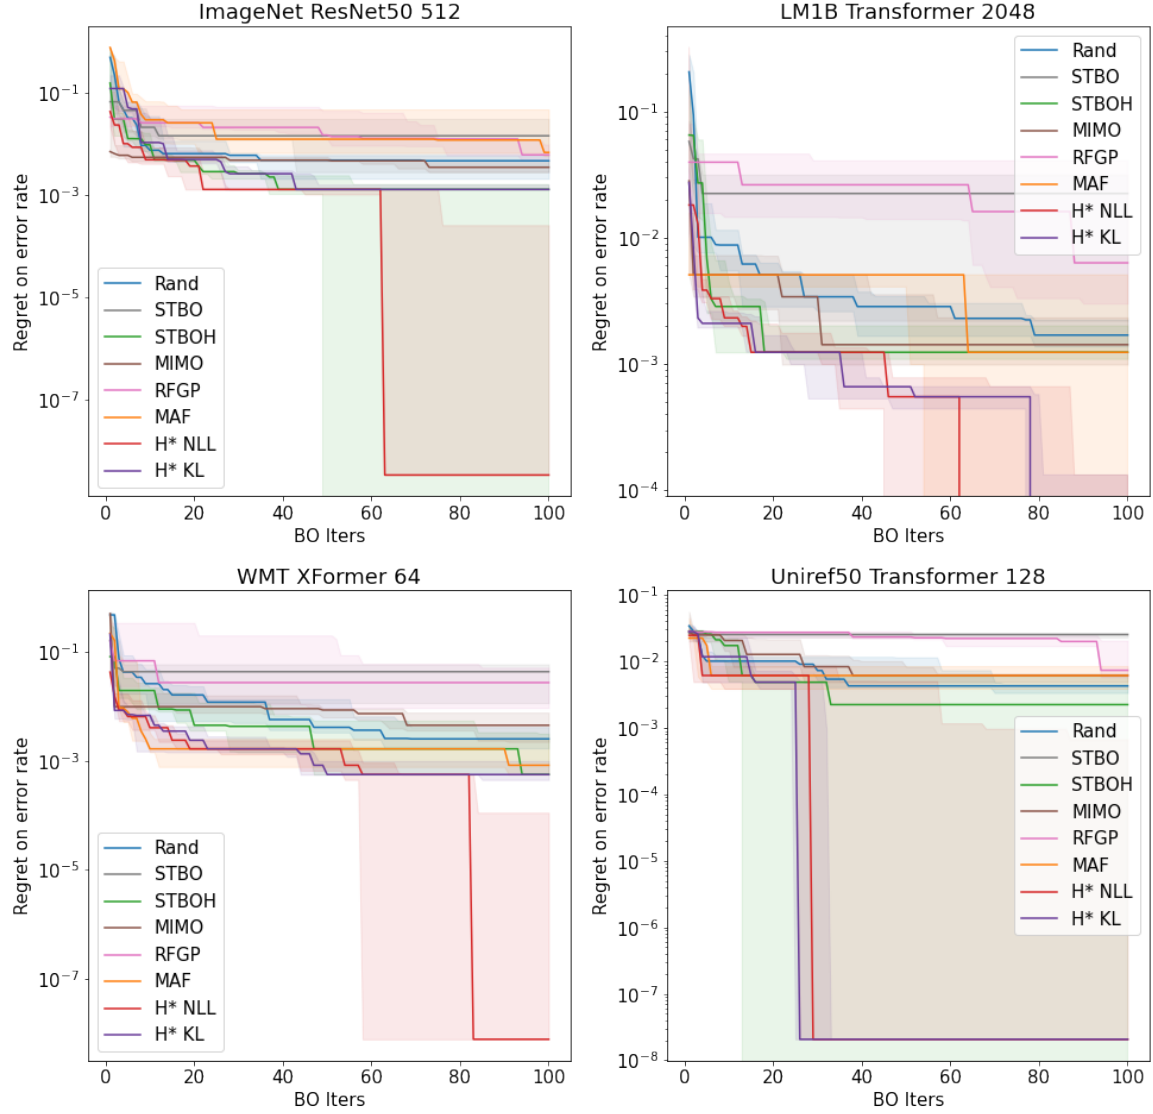 ImageNet ResNet50 512
Regret on error rate
10⁻¹
10⁻³
10⁻⁵
10⁻⁷
Rand
STBO
STBOH
MIMO
RFGP
MAF
H* NLL
H* KL
0 20 40 60 80 100
BO Iters
LM1B Transformer 2048
Regret on error rate
10⁻¹
10⁻²
10⁻³
10⁻⁴
Rand
STBO
STBOH
MIMO
RFGP
MAF
H* NLL
H* KL
0 20 40 60 80 100
BO Iters
WMT XFormer 64
Regret on error rate
10⁻¹
10⁻³
10⁻⁵
10⁻⁷
Rand
STBO
STBOH
MIMO
RFGP
MAF
H* NLL
H* KL
0 20 40 60 80 100
BO Iters
Uniref50 Transformer 128
Regret on error rate
10⁻¹
10⁻²
10⁻³
10⁻⁴
10⁻⁵
10⁻⁶
10⁻⁷
10⁻⁸
Rand
STBO
STBOH
MIMO
RFGP
MAF
H* NLL
H* KL
0 20 40 60 80 100
BO Iters